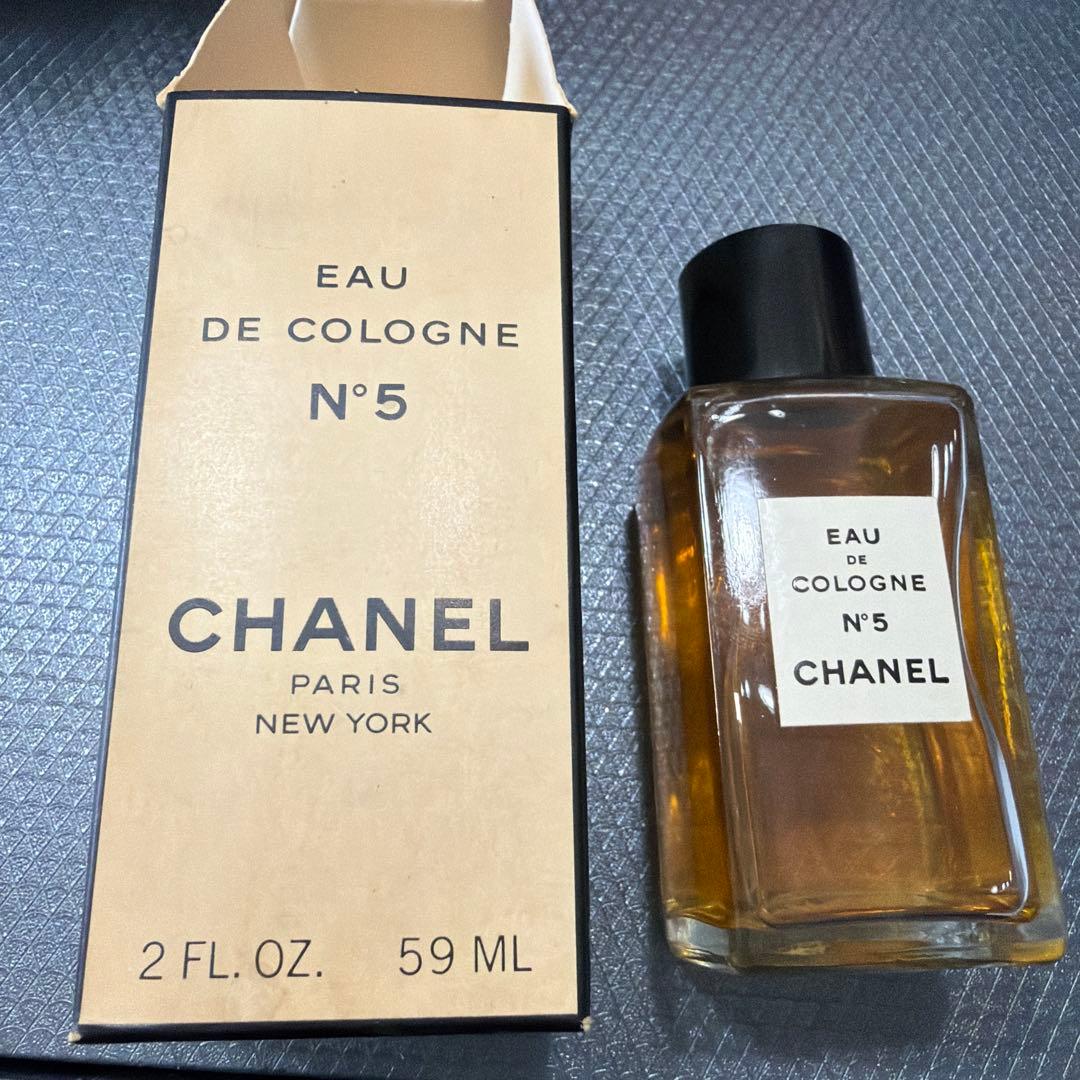 EAU
DE COLOGNE
N°5
CHANEL
PARIS
NEW YORK
2 FL. OZ. 59 ML
EAU
DE
COLOGNE
N°5
CHANEL